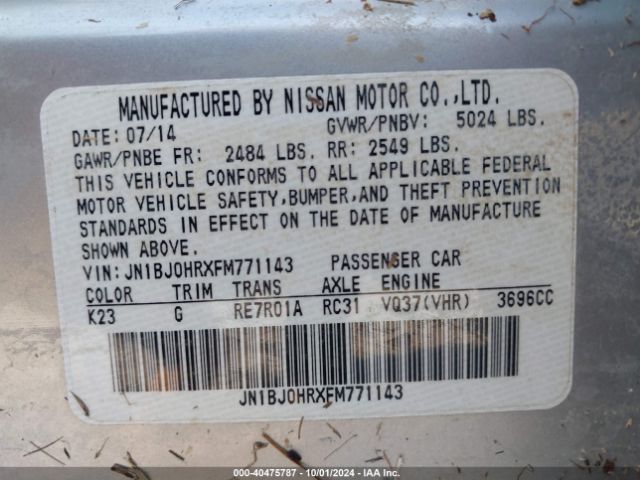 MANUFACTURED BY NISSAN MOTOR CO.,LTD.
DATE: 07/14 GVWR/PNBV: 5024 LBS.
GAWR/PNBE FR: 2484 LBS. RR: 2549 LBS.
THIS VEHICLE CONFORMS TO ALL APPLICABLE FEDERAL
MOTOR VEHICLE SAFETY,BUMPER,AND THEFT PREVENTION
STANDARDS IN EFFECT ON THE DATE OF MANUFACTURE
SHOWN ABOVE.
VIN: JN1BJ0HRXFM771143 PASSENGER CAR
COLOR TRIM TRANS AXLE ENGINE
K23 G RE7R01A RC31 VQ37(VHR) 3696CC
JN1BJ0HRXFM771143
000-40475787 - 10/01/2024 - IAA Inc.